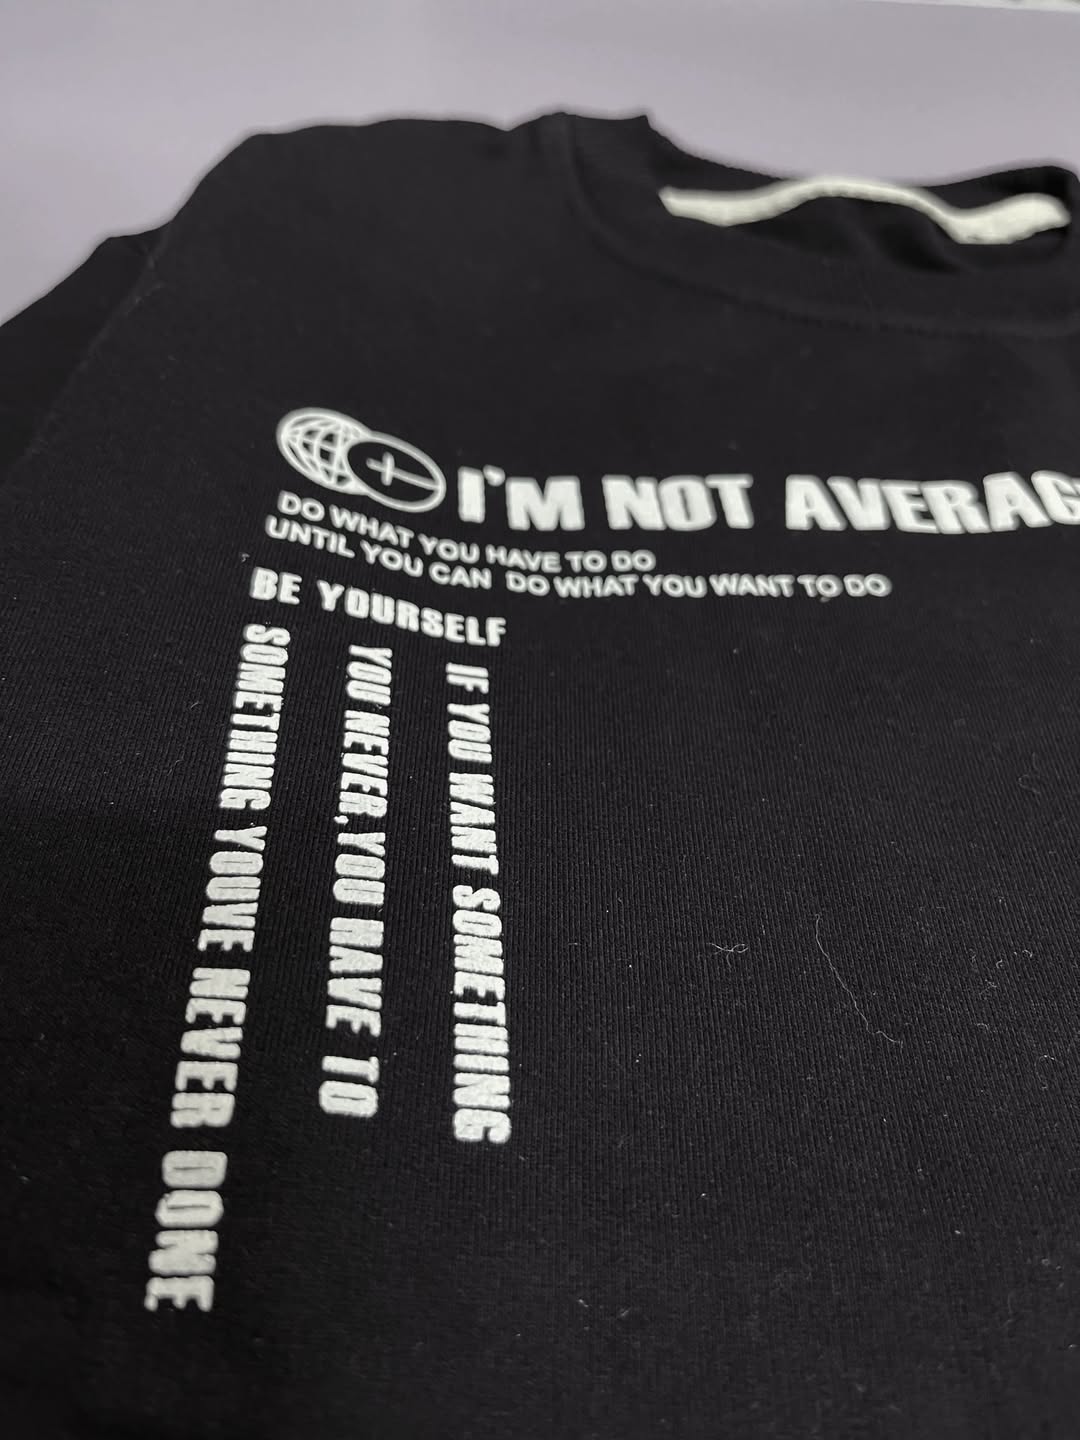 I'M NOT AVERAG
DO WHAT YOU HAVE TO DO
UNTIL YOU CAN DO WHAT YOU WANT TO DO
BE YOURSELF
IF YOU WANT SOMETHING
YOU NEVER, YOU HAVE TO
SOMETHING YOUVE NEVER DONE